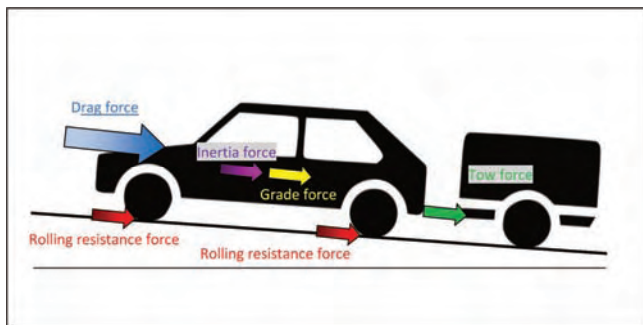 Drag force
Inertia force
Grade force
Tow force
Rolling resistance force
Rolling resistance force